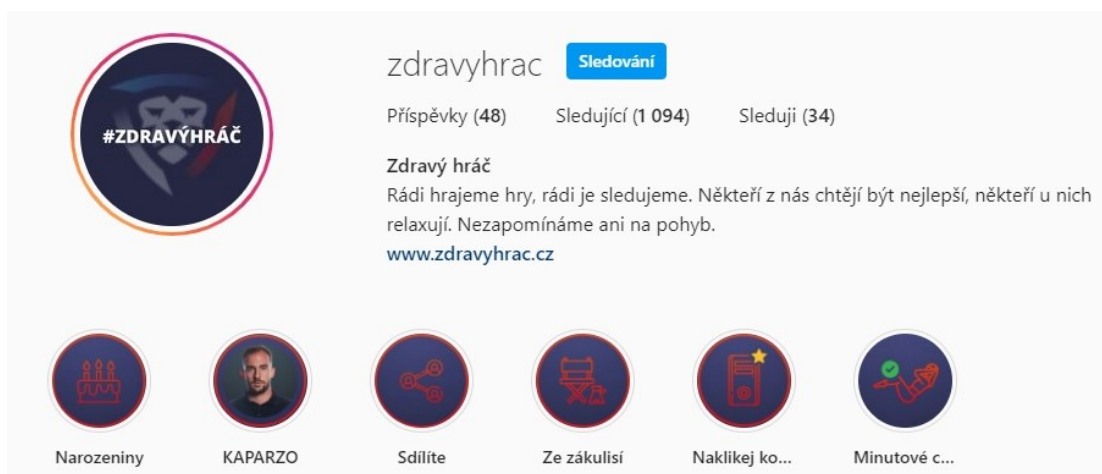 #ZDRAVÝHRÁČ
zdravyhrac Sledování
Příspěvky (48) Sledující (1 094) Sleduji (34)
Zdravý hráč
Rádi hrajeme hry, rádi je sledujeme. Někteří z nás chtějí být nejlepší, někteří u nich
relaxují. Nezapomínáme ani na pohyb.
www.zdravyhrac.cz
Narozeniny KAPARZO Sdílíte Ze zákulisí Naklikej ko... Minutové c...